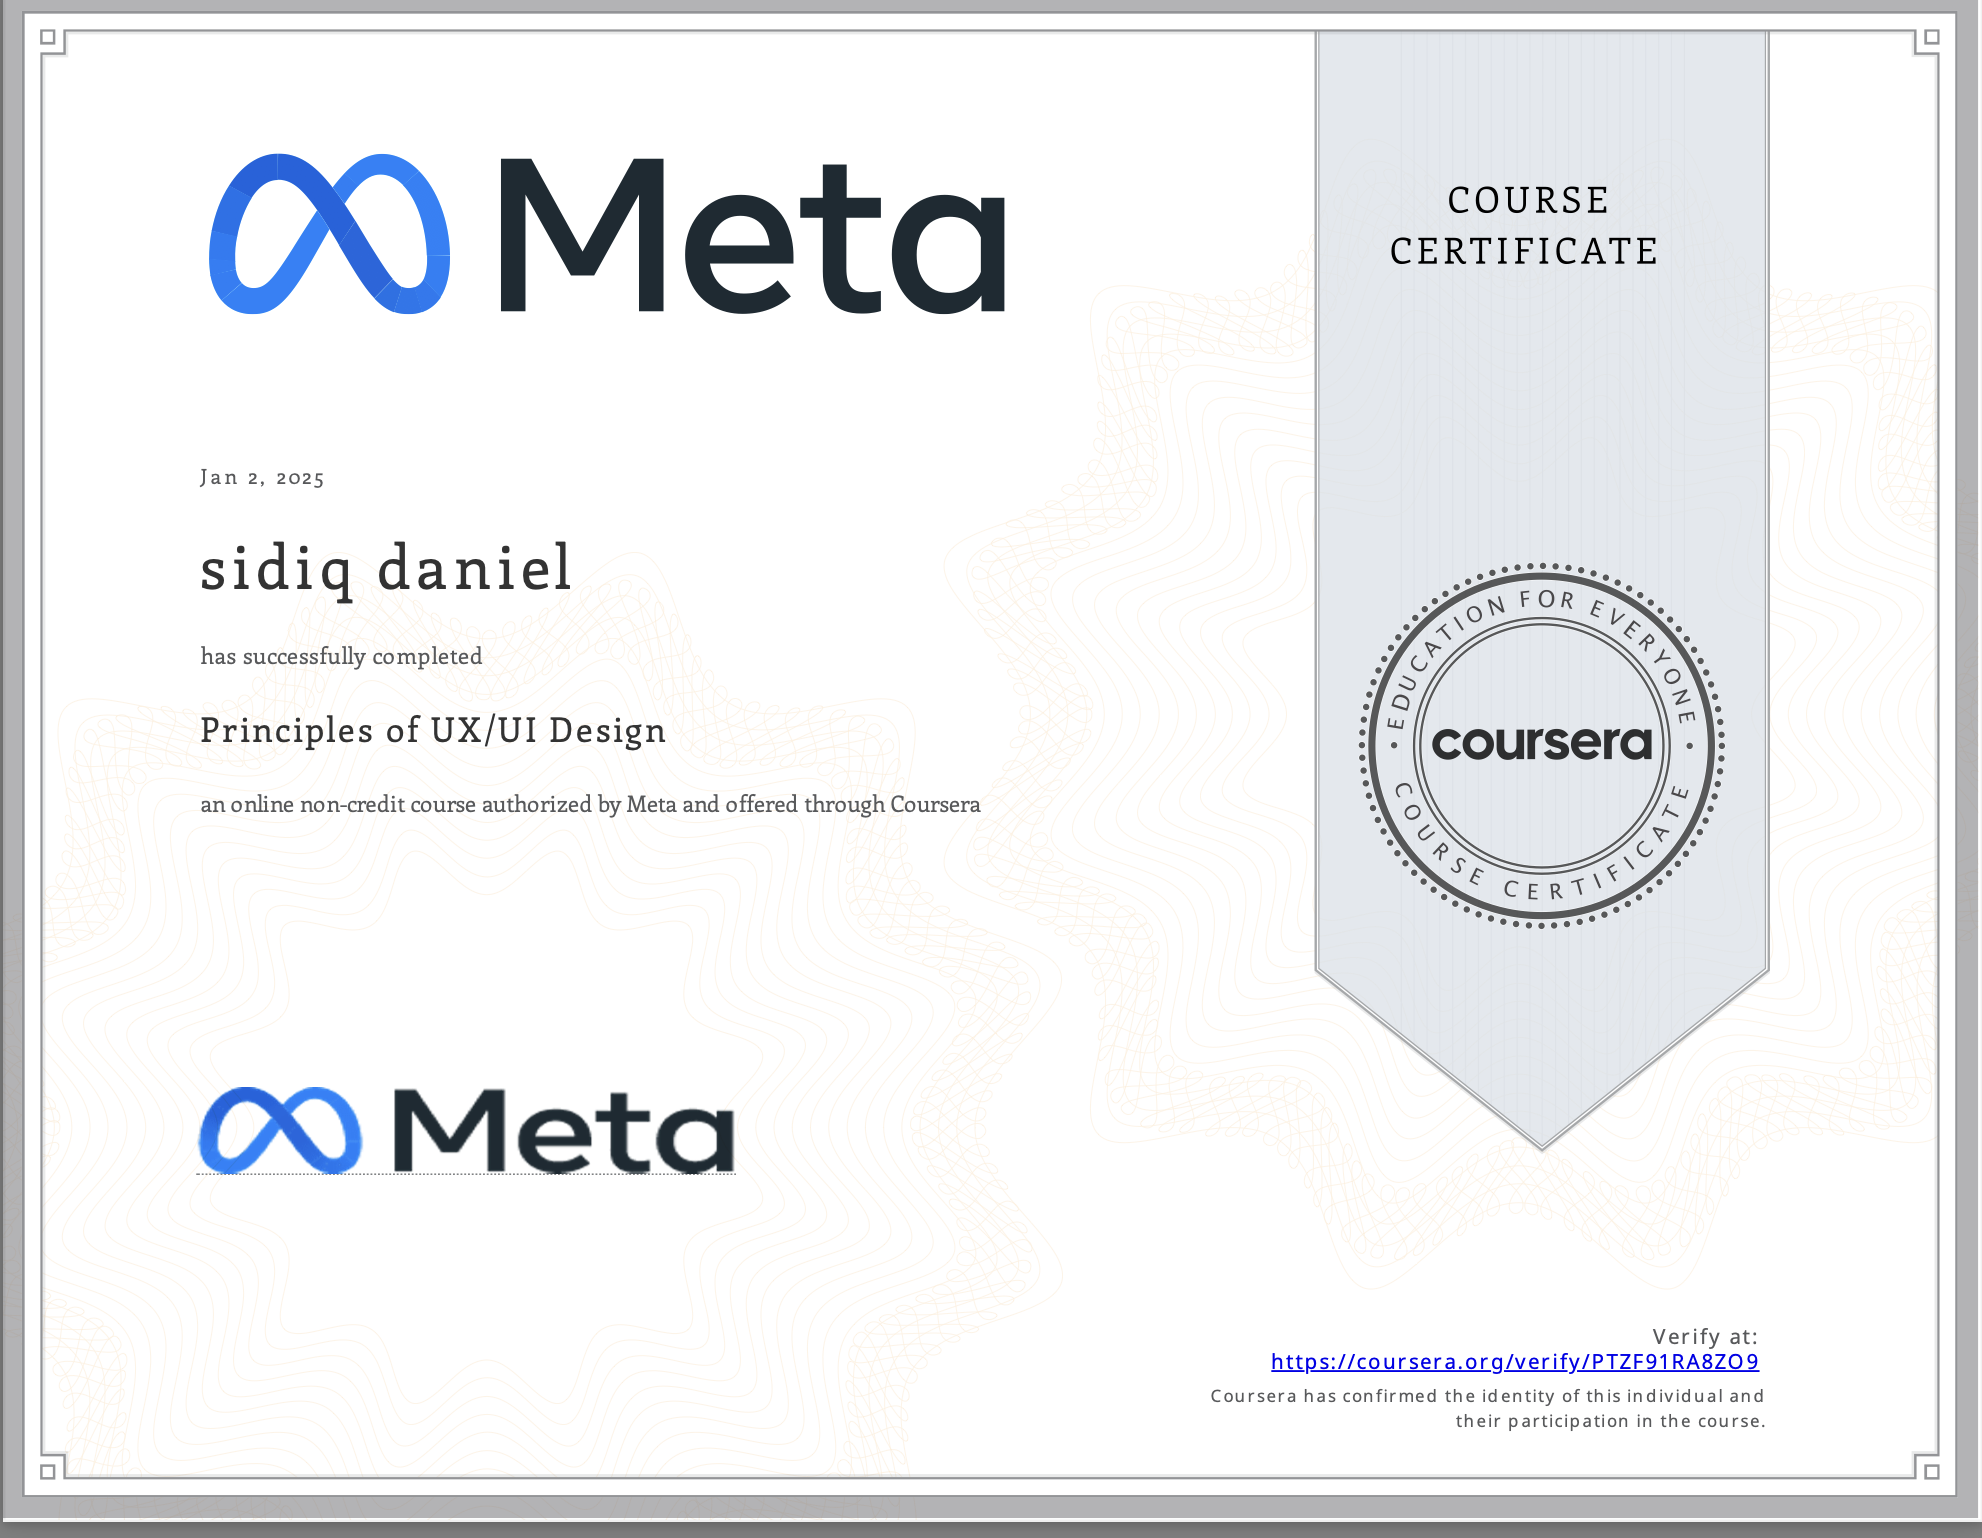 Meta
COURSE
CERTIFICATE
Jan 2, 2025
sidiq daniel
has successfully completed
Principles of UX/UI Design
an online non-credit course authorized by Meta and offered through Coursera
EDUCATION FOR EVERYONE
coursera
COURSE CERTIFICATE
Meta
Verify at:
https://coursera.org/verify/PTZF91RA8ZO9
Coursera has confirmed the identity of this individual and
their participation in the course.